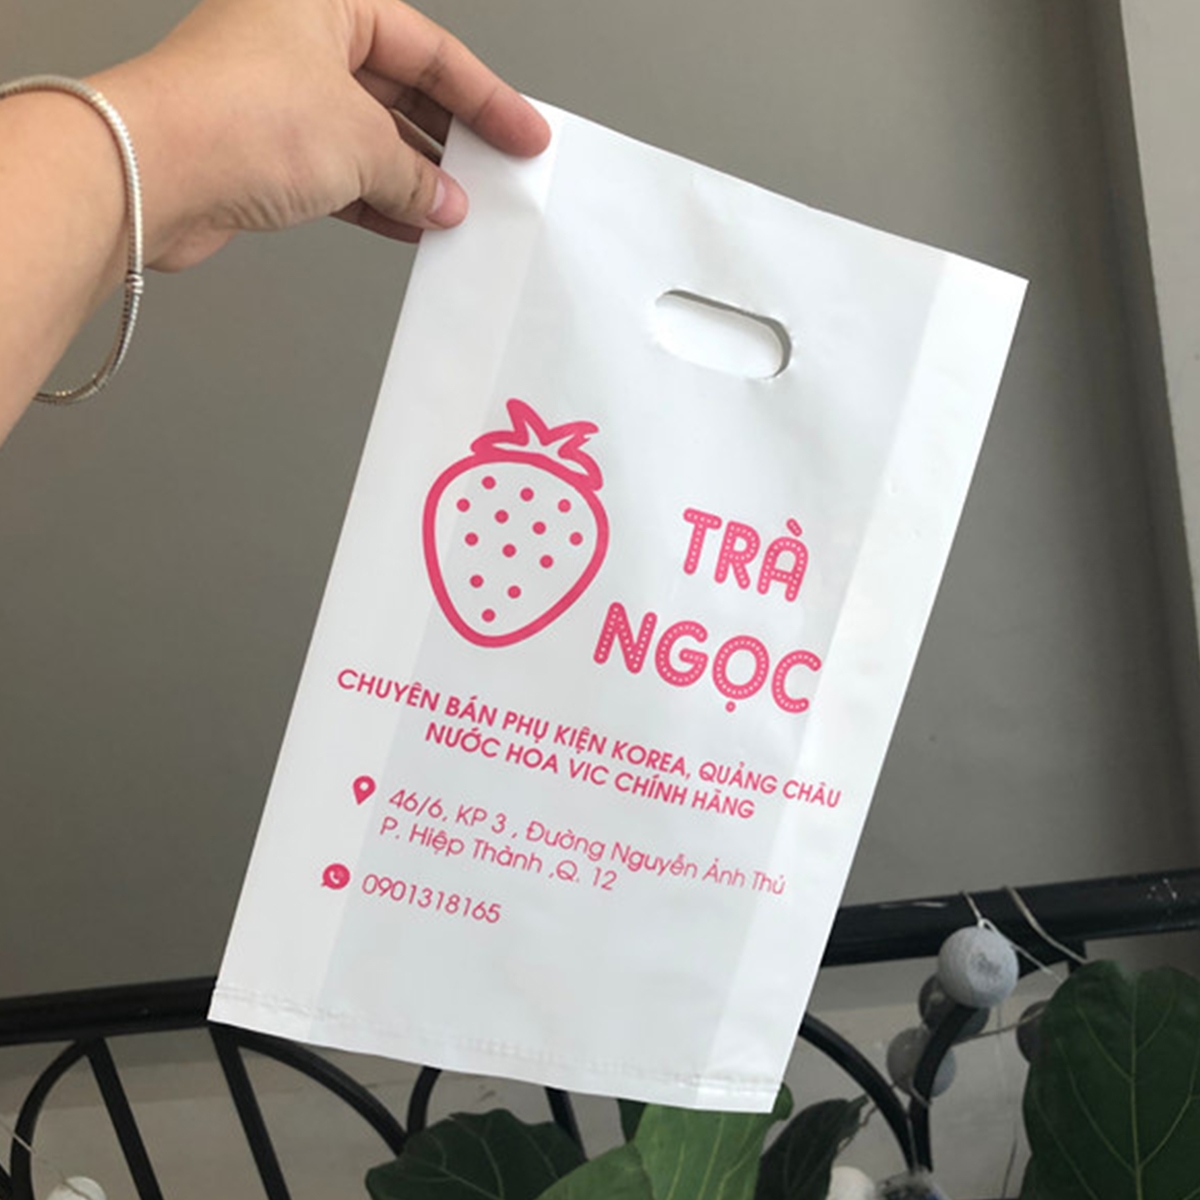 TRÀ
NGỌC
CHUYÊN BÁN PHỤ KIỆN KOREA, QUẢNG CHÂU
NƯỚC HOA VIC CHÍNH HÃNG
46/6, KP 3 , Đường Nguyễn Ảnh Thủ
P. Hiệp Thành ,Q. 12
0901318165